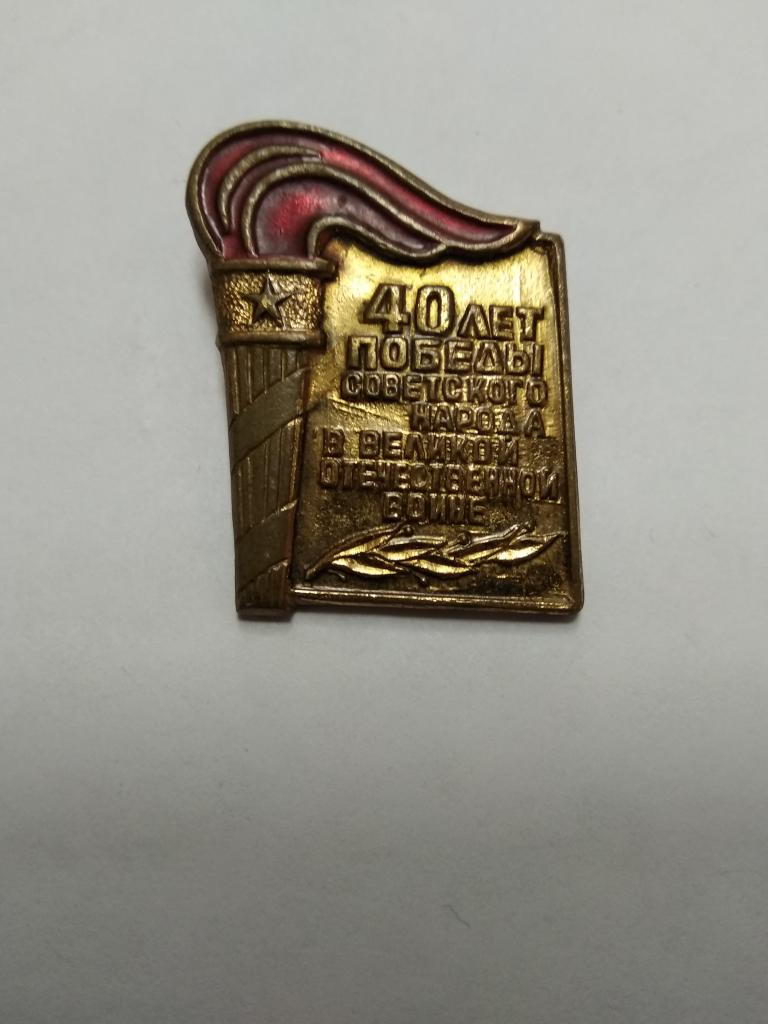 40 ЛЕТ
ПОБЕДЫ
СОВЕТСКОГО
НАРОДА
В ВЕЛИКОЙ
ОТЕЧЕСТВЕННОЙ
ВОЙНЕ